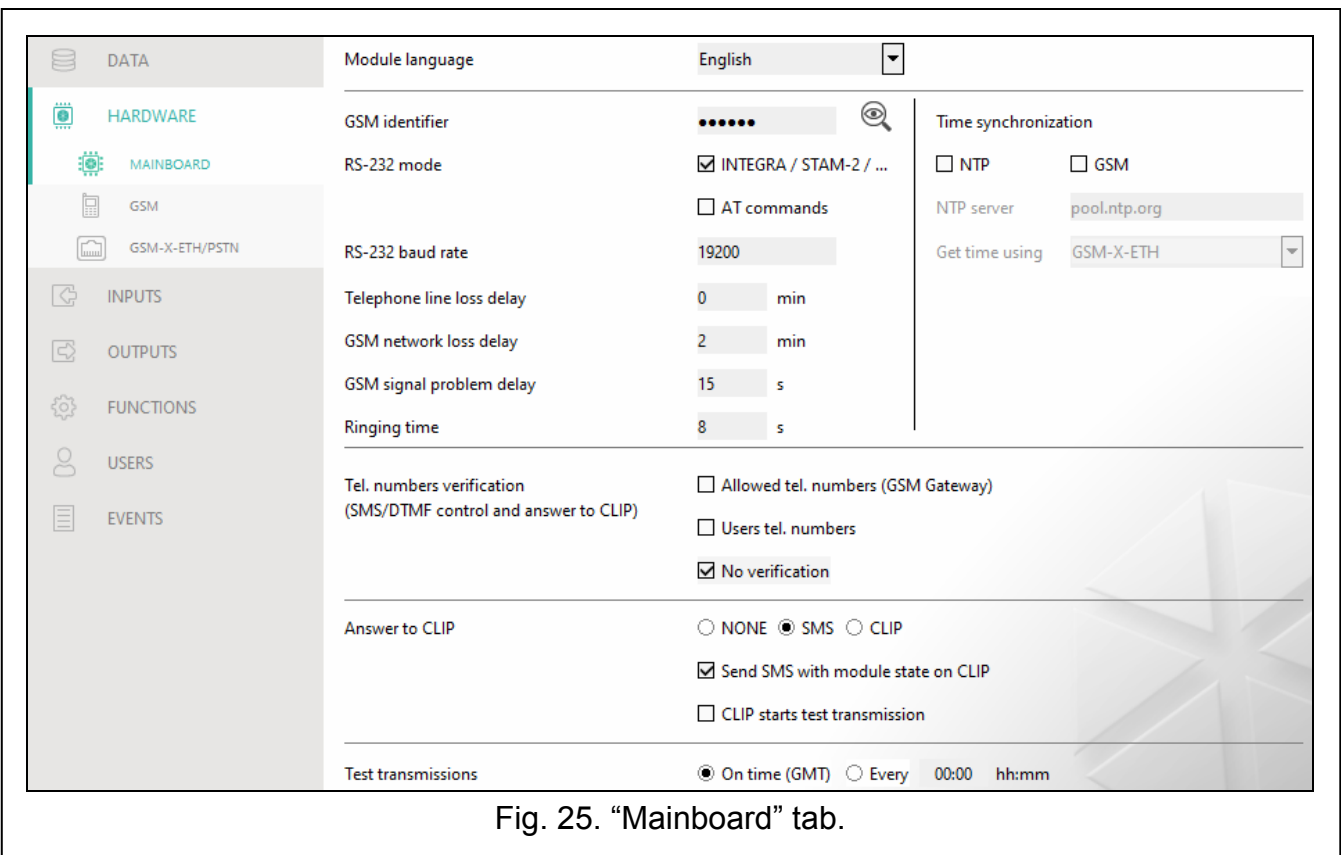 DATA
HARDWARE
MAINBOARD
GSM
GSM-X-ETH/PSTN
INPUTS
OUTPUTS
FUNCTIONS
USERS
EVENTS
Module language English
GSM identifier ••••••
RS-232 mode INTEGRA / STAM-2 / ...
AT commands
RS-232 baud rate 19200
Telephone line loss delay 0 min
GSM network loss delay 2 min
GSM signal problem delay 15 s
Ringing time 8 s
Time synchronization
NTP GSM
NTP server pool.ntp.org
Get time using GSM-X-ETH
Tel. numbers verification
(SMS/DTMF control and answer to CLIP)
Allowed tel. numbers (GSM Gateway)
Users tel. numbers
No verification
Answer to CLIP NONE SMS CLIP
Send SMS with module state on CLIP
CLIP starts test transmission
Test transmissions On time (GMT) Every 00:00 hh:mm
Fig. 25. “Mainboard” tab.